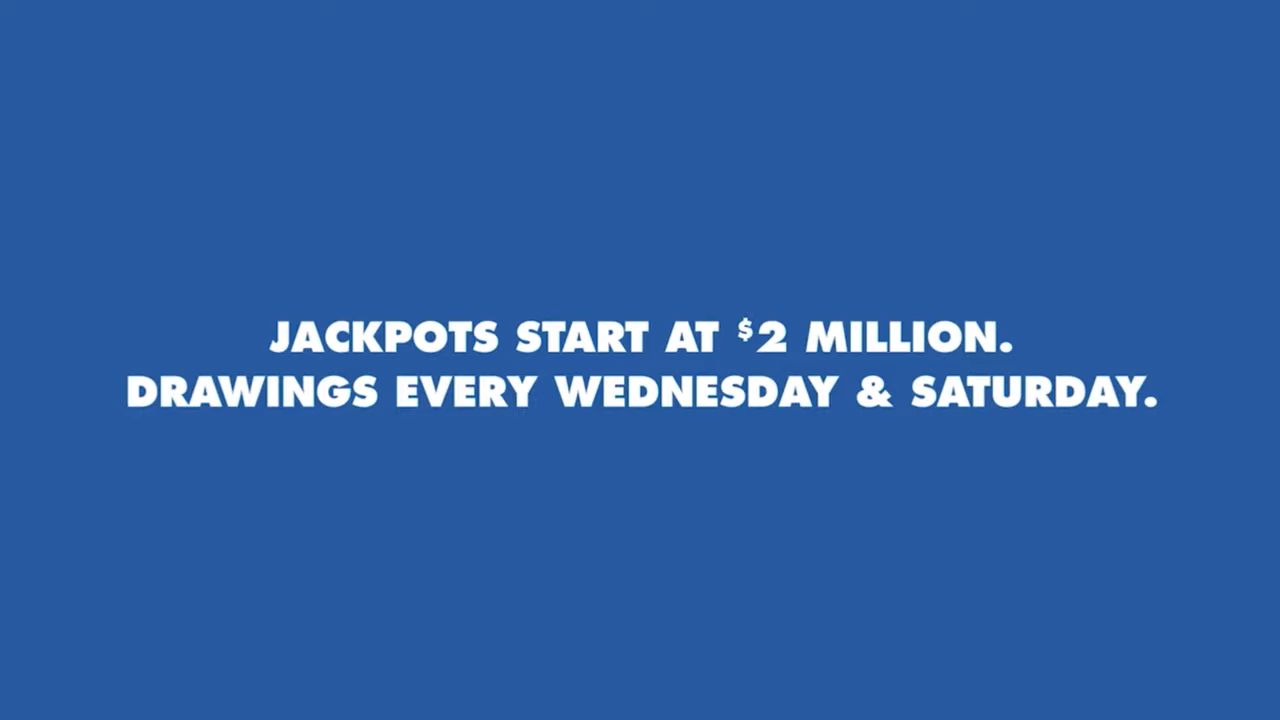 JACKPOTS START AT $2 MILLION.
DRAWINGS EVERY WEDNESDAY & SATURDAY.